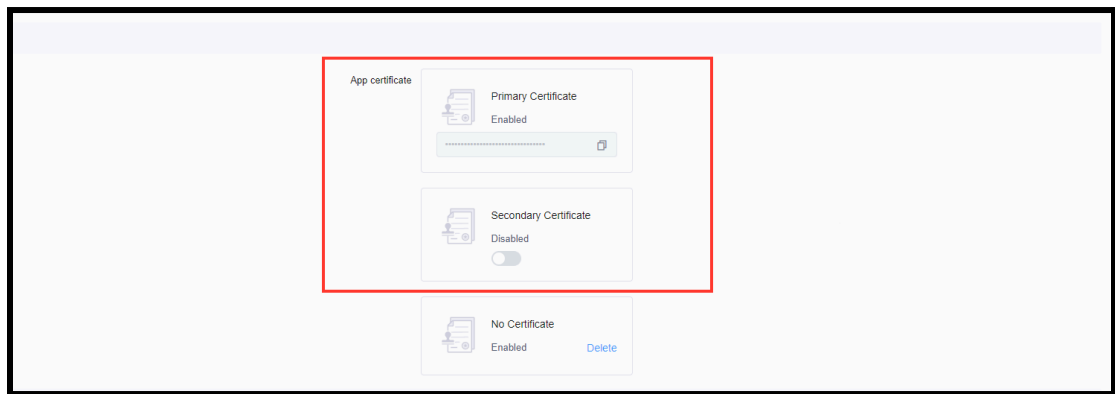 App certificate
Primary Certificate
Enabled
Secondary Certificate
Disabled
No Certificate
Enabled
Delete